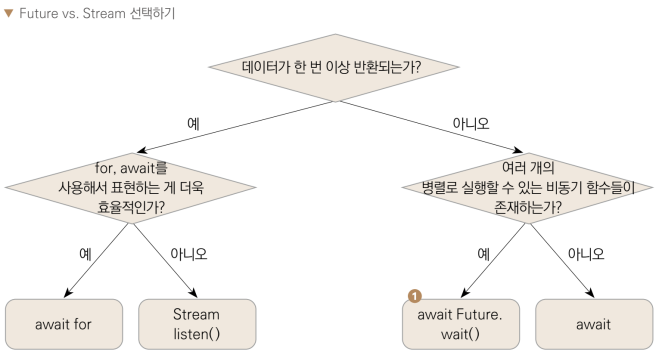 ▼ Future vs. Stream 선택하기
데이터가 한 번 이상 반환되는가?
예
아니오
for, await를
사용해서 표현하는 게 더욱
효율적인가?
여러 개의
병렬로 실행할 수 있는 비동기 함수들이
존재하는가?
예
아니오
예
아니오
await for
Stream
listen()
1
await Future.
wait()
await